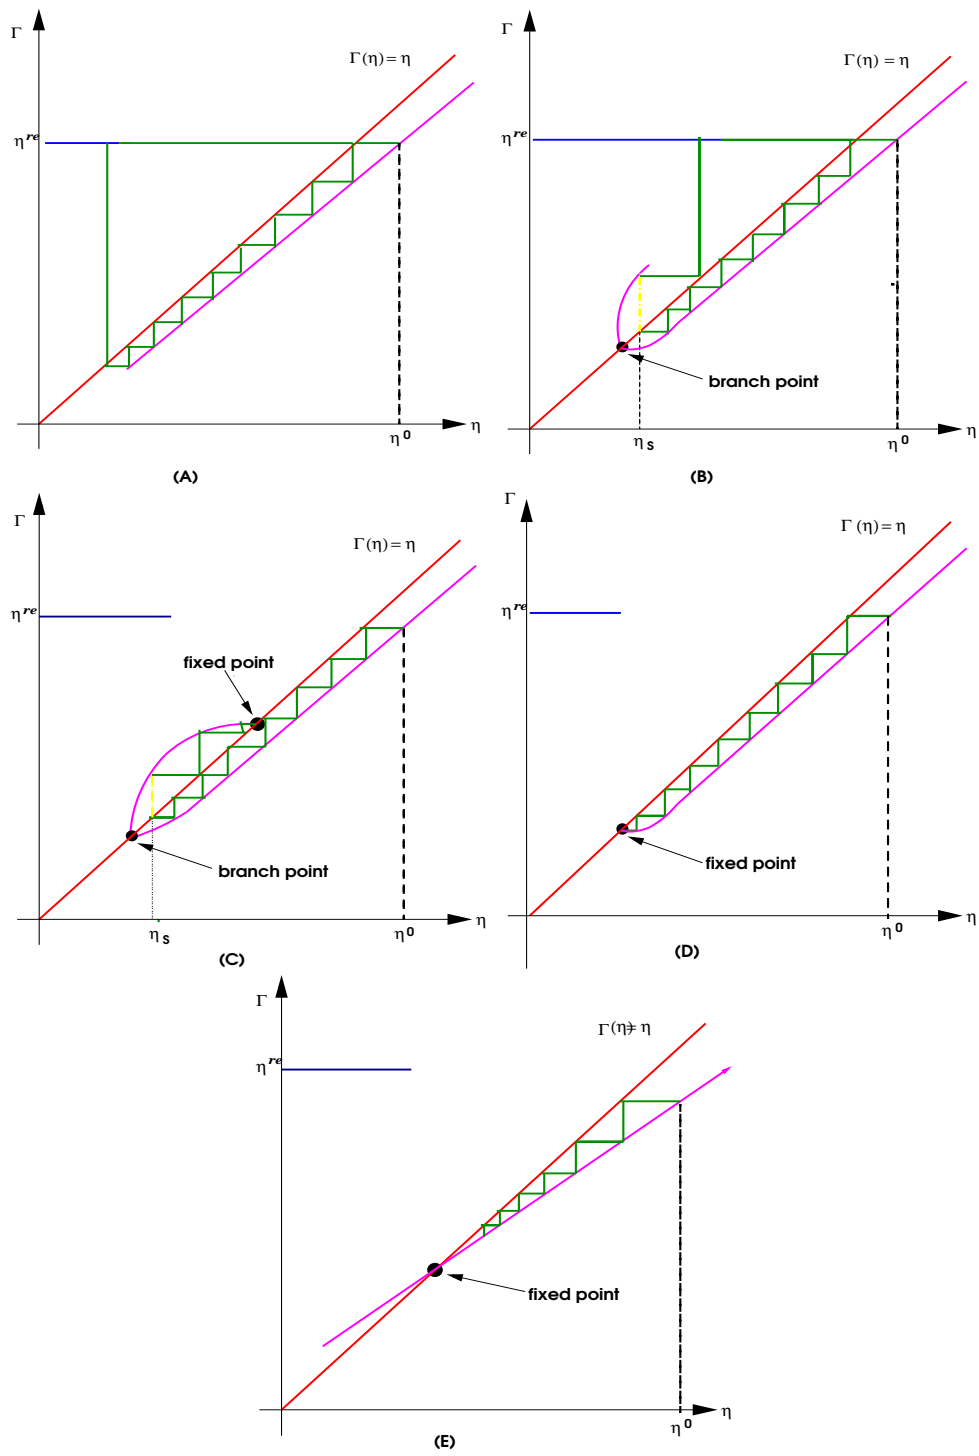 Γ
Γ(η) = η
η^re
η^0
η
(A)
Γ
Γ(η) = η
η^re
branch point
η_S
η^0
η
(B)
Γ
Γ(η) = η
η^re
fixed point
branch point
η_S
η^0
η
(C)
Γ
Γ(η) = η
η^re
fixed point
η^0
η
(D)
Γ
Γ(η) = η
η^re
fixed point
η^0
η
(E)